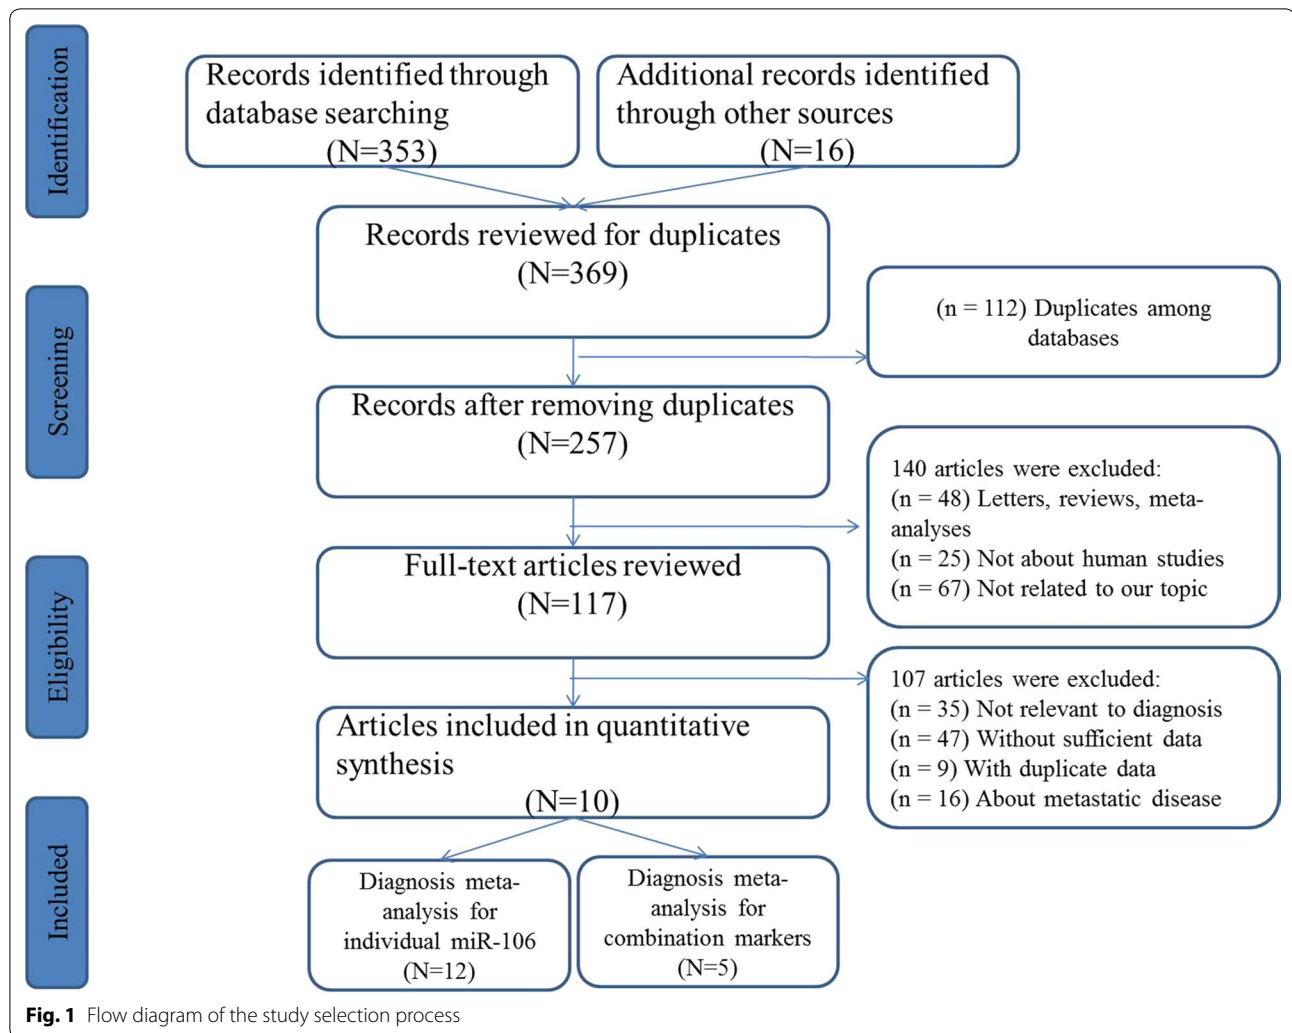 Identification
Records identified through
database searching
(N=353)
Additional records identified
through other sources
(N=16)
Records reviewed for duplicates
(N=369)
Screening
(n = 112) Duplicates among
databases
Records after removing duplicates
(N=257)
140 articles were excluded:
(n = 48) Letters, reviews, meta-
analyses
(n = 25) Not about human studies
(n = 67) Not related to our topic
Eligibility
Full-text articles reviewed
(N=117)
107 articles were excluded:
(n = 35) Not relevant to diagnosis
(n = 47) Without sufficient data
(n = 9) With duplicate data
(n = 16) About metastatic disease
Articles included in quantitative
synthesis
(N=10)
Included
Diagnosis meta-
analysis for
individual miR-106
(N=12)
Diagnosis meta-
analysis for
combination markers
(N=5)
Fig. 1 Flow diagram of the study selection process